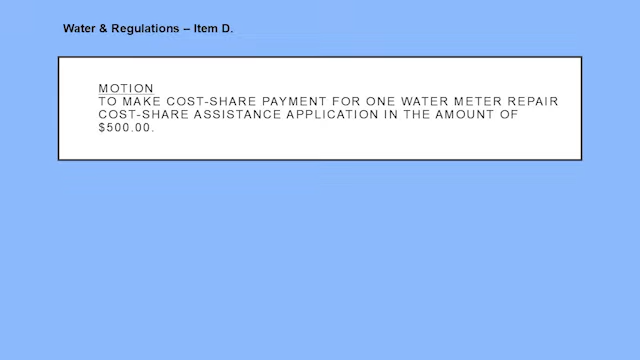 Water & Regulations – Item D.
MOTION
TO MAKE COST-SHARE PAYMENT FOR ONE WATER METER REPAIR
COST-SHARE ASSISTANCE APPLICATION IN THE AMOUNT OF
$500.00.